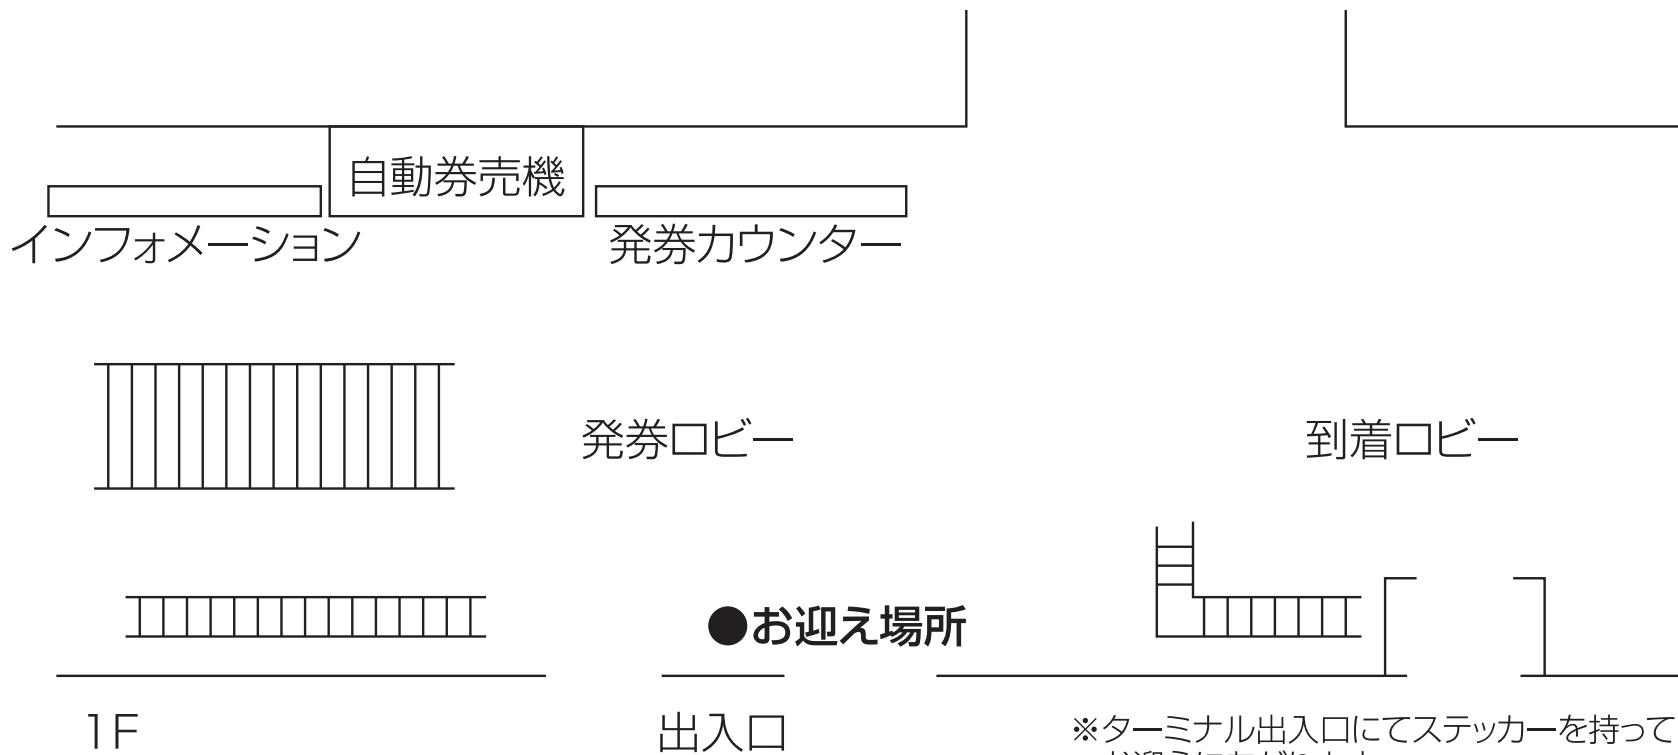 自動券売機
インフォメーション
発券カウンター
発券ロビー
到着ロビー
●お迎え場所
1F
出入口
※ターミナル出入口にてステッカーを持って